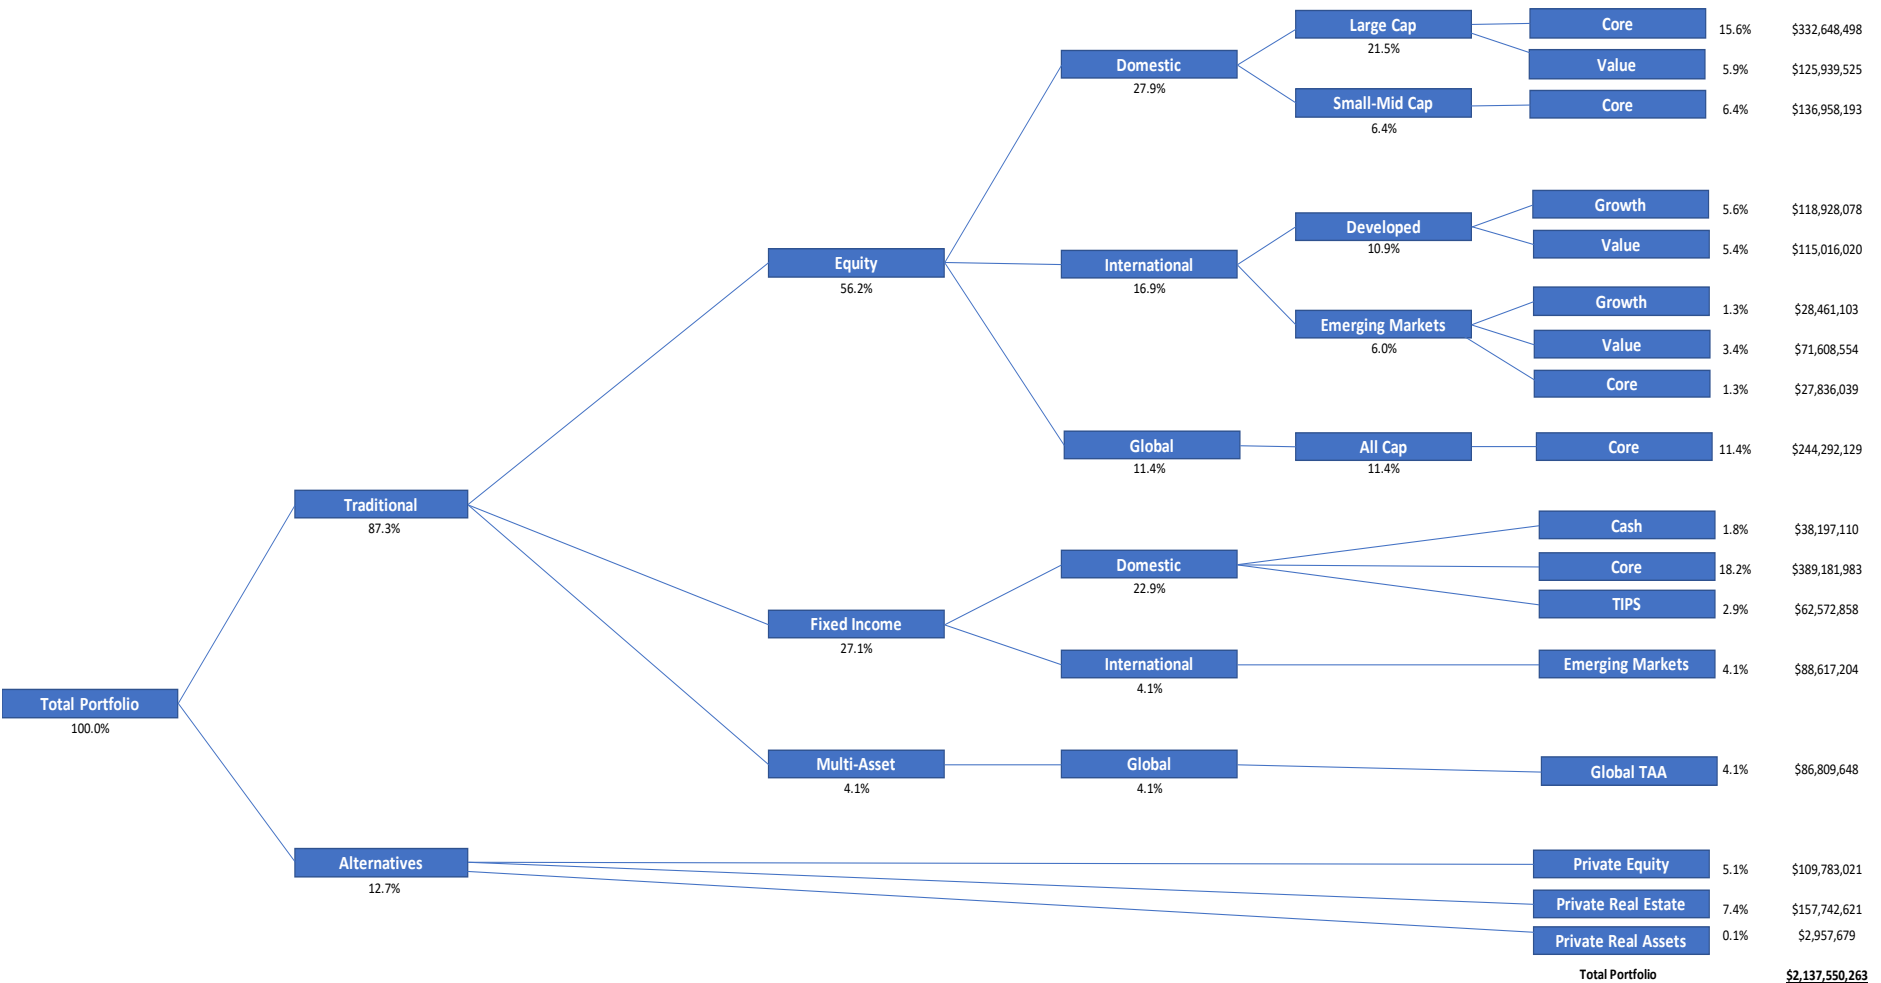 Large Cap
21.5%
Core 15.6% $332,648,498
Value 5.9% $125,939,525
Domestic
27.9%
Small-Mid Cap
6.4%
Core 6.4% $136,958,193
Growth 5.6% $118,928,078
Developed
10.9%
Value 5.4% $115,016,020
Equity
56.2%
International
16.9%
Growth 1.3% $28,461,103
Emerging Markets
6.0%
Value 3.4% $71,608,554
Core 1.3% $27,836,039
Global
11.4%
All Cap
11.4%
Core 11.4% $244,292,129
Traditional
87.3%
Cash 1.8% $38,197,110
Domestic
22.9%
Core 18.2% $389,181,983
TIPS 2.9% $62,572,858
Fixed Income
27.1%
International
4.1%
Emerging Markets 4.1% $88,617,204
Total Portfolio
100.0%
Multi-Asset
4.1%
Global
4.1%
Global TAA 4.1% $86,809,648
Alternatives
12.7%
Private Equity 5.1% $109,783,021
Private Real Estate 7.4% $157,742,621
Private Real Assets 0.1% $2,957,679
Total Portfolio $2,137,550,263